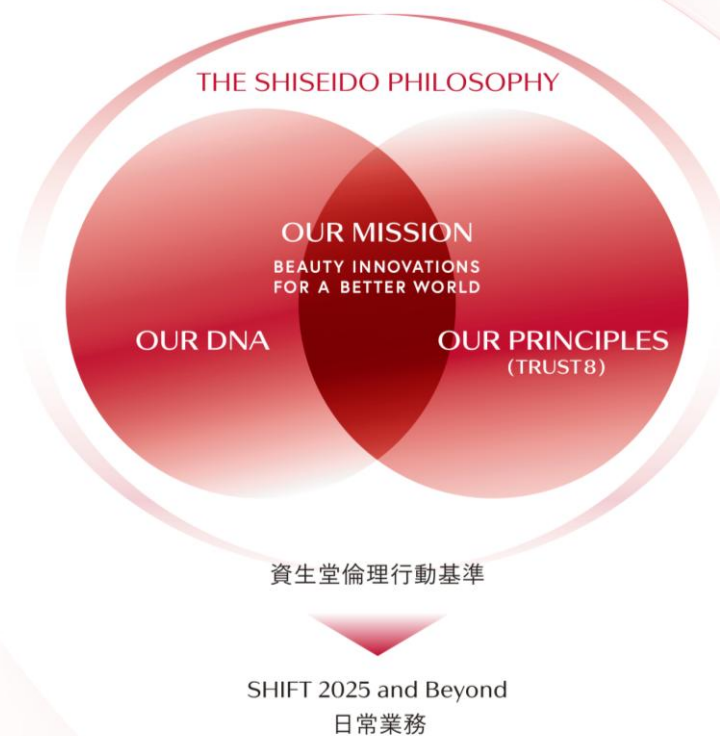 THE SHISEIDO PHILOSOPHY
OUR MISSION
BEAUTY INNOVATIONS
FOR A BETTER WORLD
OUR DNA
OUR PRINCIPLES
(TRUST 8)
資生堂倫理行動基準
SHIFT 2025 and Beyond
日常業務